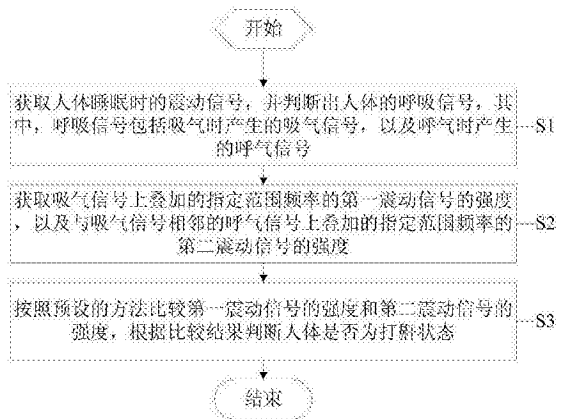 开始
获取人体睡眠时的震动信号，并判断出人体的呼吸信号，其
中，呼吸信号包括吸气时产生的吸气信号，以及呼气时产生
的呼气信号
S1
获取吸气信号上叠加的指定范围频率的第一震动信号的强度
，以及与吸气信号相邻的呼气信号上叠加的指定范围频率的
第二震动信号的强度
S2
按照预设的方法比较第一震动信号的强度和第二震动信号的
强度，根据比较结果判断人体是否为打鼾状态
S3
结束